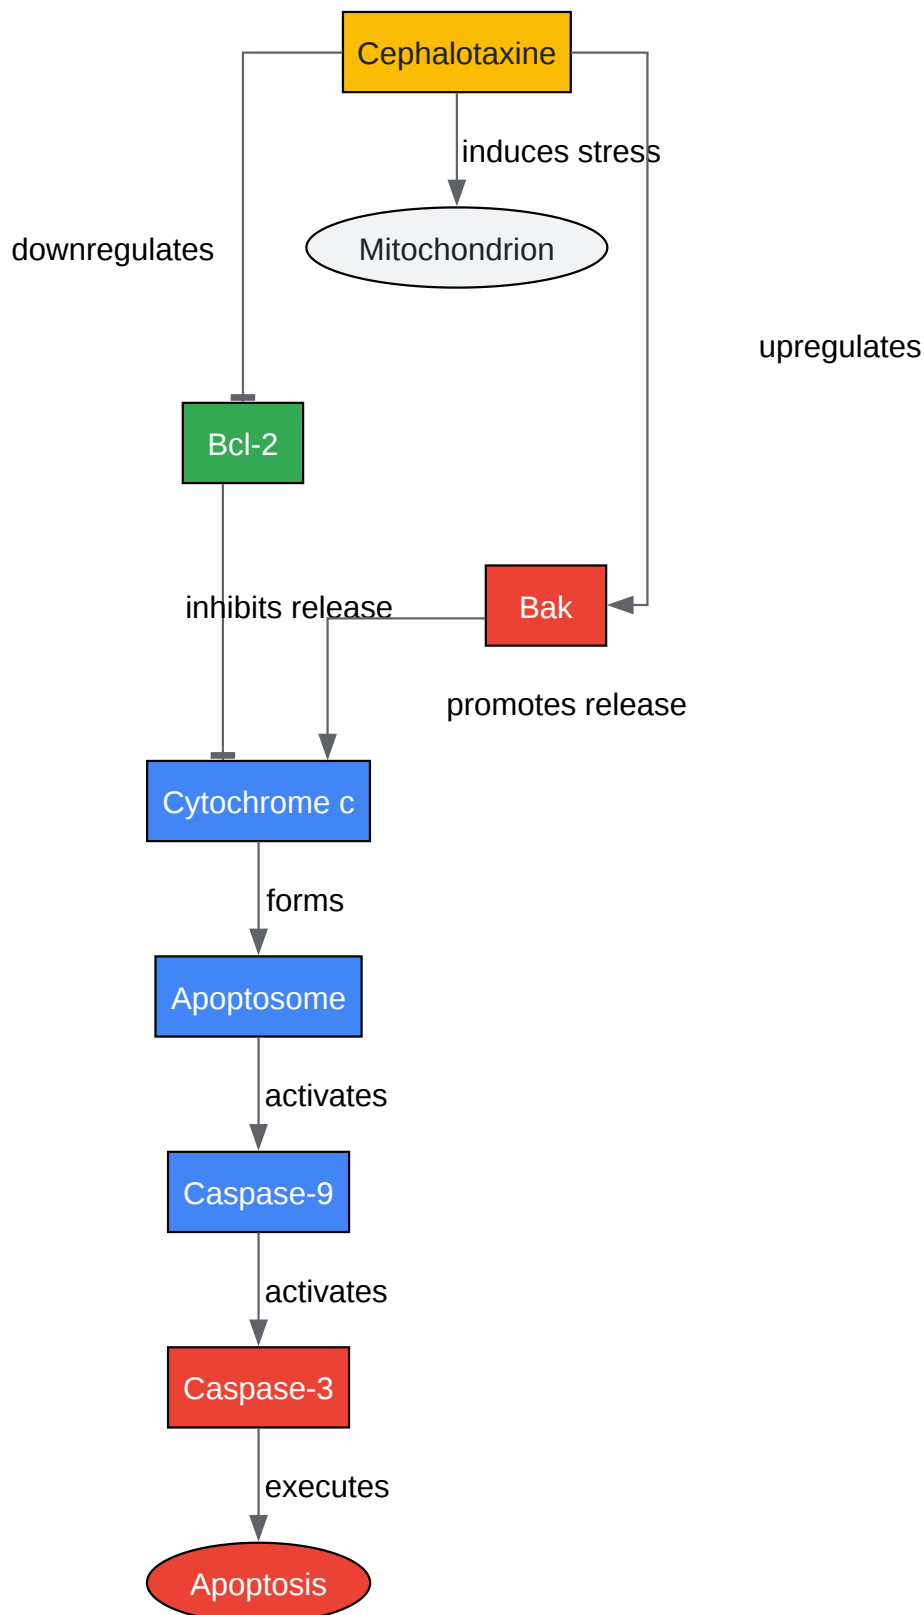 Cephalotaxine
induces stress
Mitochondrion
downregulates
upregulates
Bcl-2
inhibits release
Bak
promotes release
Cytochrome c
forms
Apoptosome
activates
Caspase-9
activates
Caspase-3
executes
Apoptosis